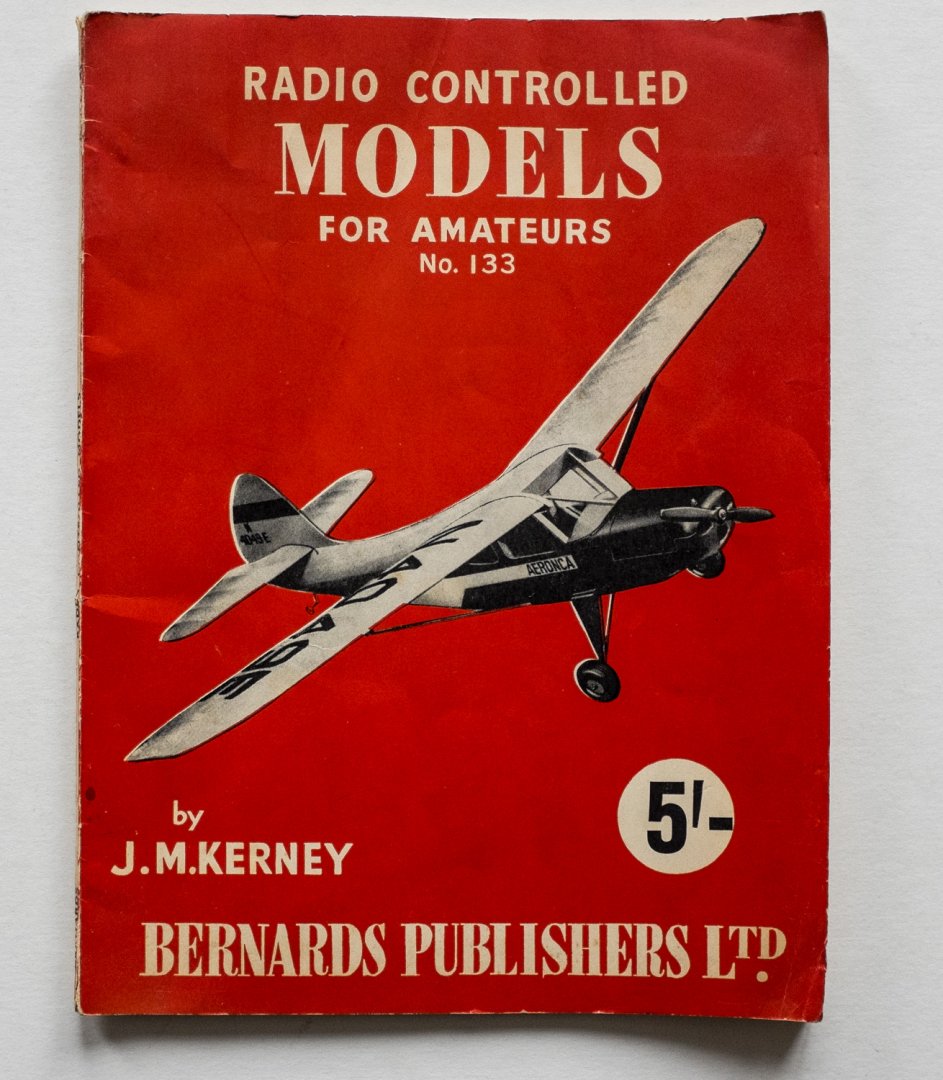 RADIO CONTROLLED
MODELS
FOR AMATEURS
No. 133
AERONCA
by
J.M.KERNEY
5/-
BERNARDS PUBLISHERS LTD.